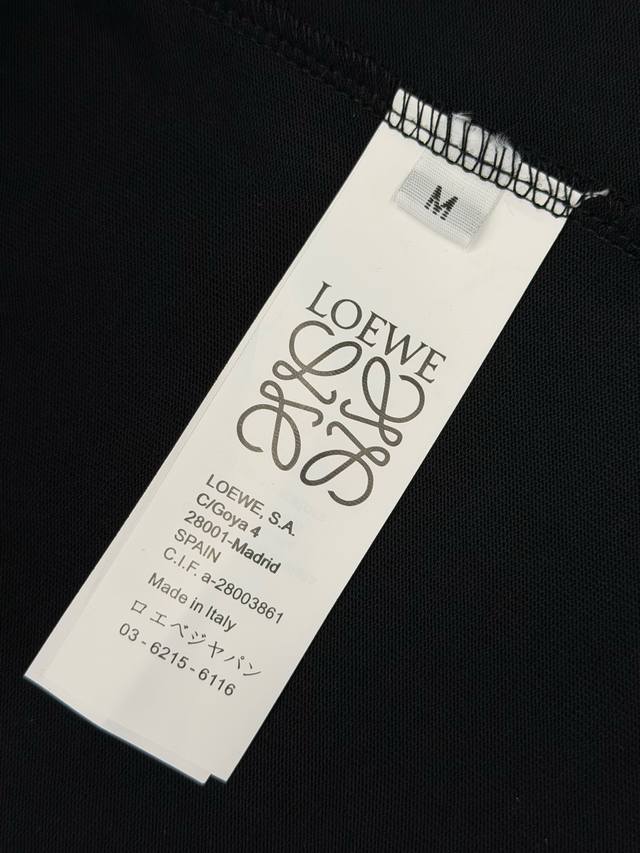 M
LOEWE
LOEWE, S.A.
C/Goya 4
28001-Madrid
SPAIN
C.I.F. a-28003861
Made in Italy
ロエベジャパン
03-6215-6116